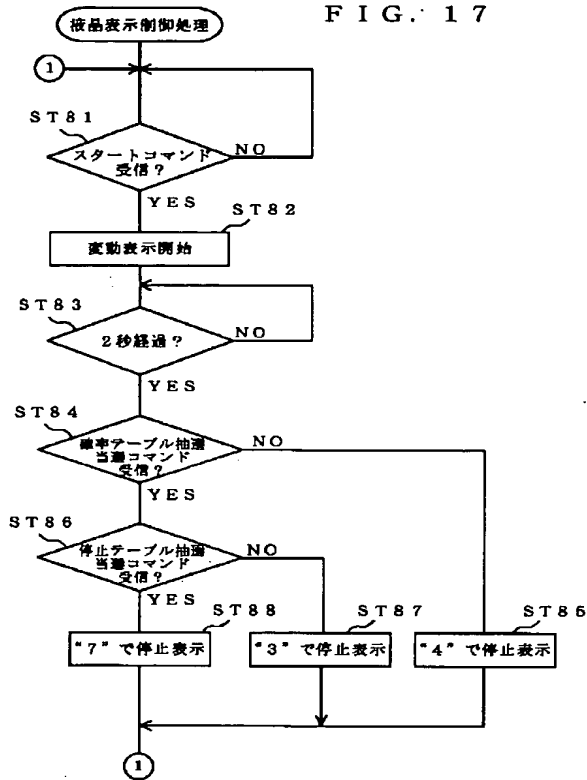 FIG. 17
液晶表示制御処理
1
ST81
スタートコマンド
受信?
NO
YES
ST82
変動表示開始
ST83
2秒経過?
NO
YES
ST84
確率テーブル抽選
当選コマンド
受信?
NO
YES
ST86
停止テーブル抽選
当選コマンド
受信?
NO
YES
ST88
"7"で停止表示
ST87
"3"で停止表示
ST85
"4"で停止表示
1